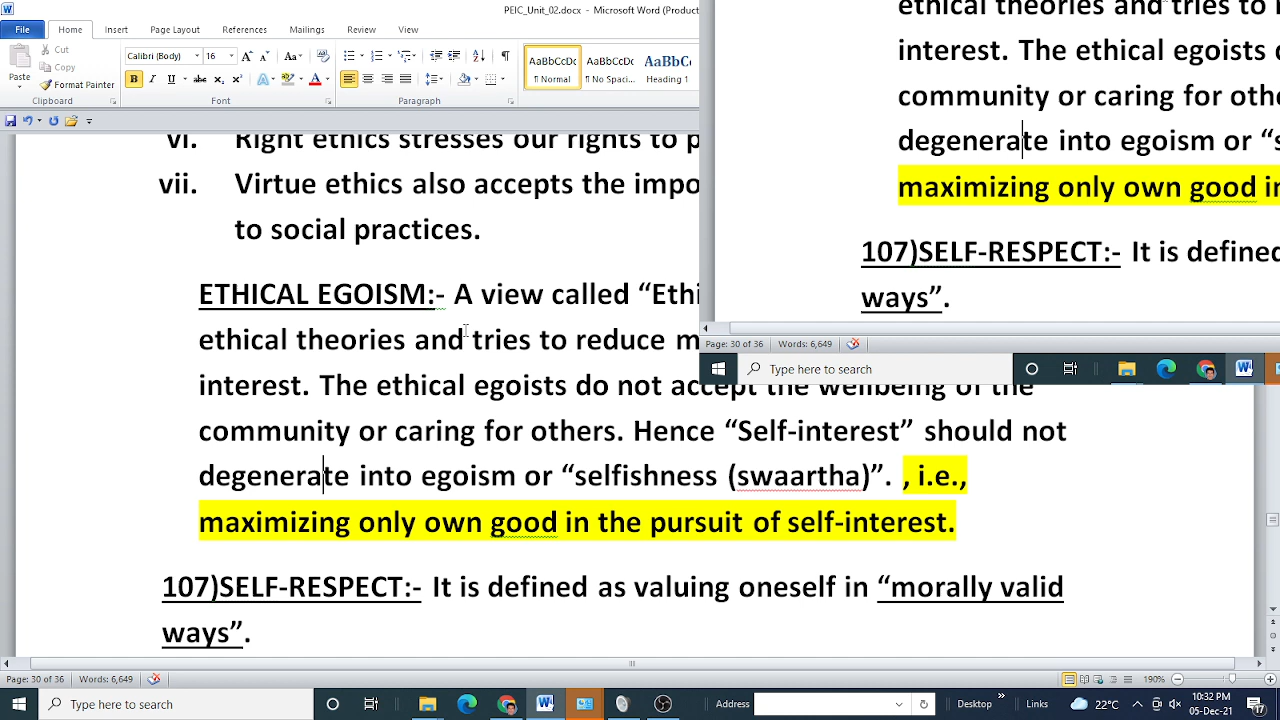 PEIC_Unit_02.docx - Microsoft Word (Produc
File Home Insert Page Layout References Mailings Review View
Cut
Copy
Format Painter
Paste
Clipboard
Calibri (Body) 16
Font
Paragraph
AaBbCcDc AaBbCcDc AaBbC
¶ Normal ¶ No Spaci... Heading 1
vi. Right ethics stresses our rights to p
vii. Virtue ethics also accepts the impo
to social practices.
ETHICAL EGOISM:- A view called “Ethi
ethical theories and tries to reduce m
interest. The ethical egoists do not accept the wellbeing of the
community or caring for others. Hence “Self-interest” should not
degenerate into egoism or “selfishness (swaartha)”. , i.e.,
maximizing only own good in the pursuit of self-interest.
107)SELF-RESPECT:- It is defined as valuing oneself in “morally valid
ways”.
ethical theories and tries to r
interest. The ethical egoists d
community or caring for othe
degenerate into egoism or “s
maximizing only own good in
107)SELF-RESPECT:- It is defined
ways”.
Page: 30 of 36 Words: 6,649
Type here to search
Page: 30 of 36 Words: 6,649
190%
Type here to search
Address
Desktop
Links
22°C
10:32 PM
05-Dec-21
17